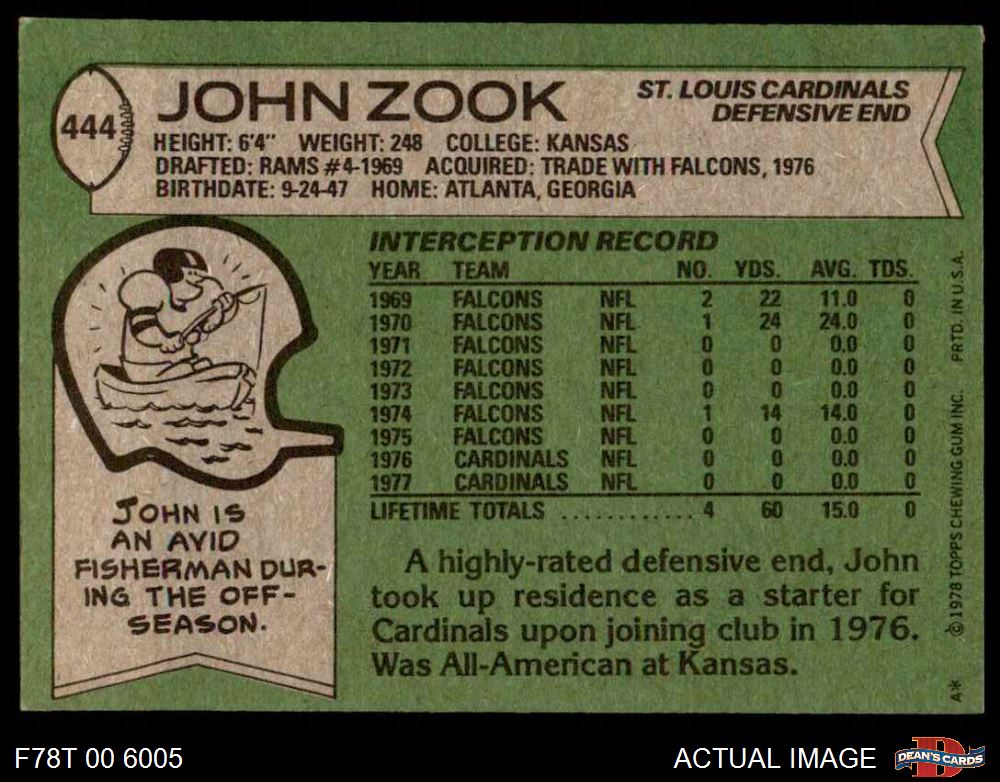 444
JOHN ZOOK
ST. LOUIS CARDINALS
DEFENSIVE END
HEIGHT: 6'4" WEIGHT: 248 COLLEGE: KANSAS
DRAFTED: RAMS #4-1969 ACQUIRED: TRADE WITH FALCONS, 1976
BIRTHDATE: 9-24-47 HOME: ATLANTA, GEORGIA
INTERCEPTION RECORD
YEAR TEAM NO. YDS. AVG. TDS.
1969 FALCONS NFL 2 22 11.0 0
1970 FALCONS NFL 1 24 24.0 0
1971 FALCONS NFL 0 0 0.0 0
1972 FALCONS NFL 0 0 0.0 0
1973 FALCONS NFL 0 0 0.0 0
1974 FALCONS NFL 1 14 14.0 0
1975 FALCONS NFL 0 0 0.0 0
1976 CARDINALS NFL 0 0 0.0 0
1977 CARDINALS NFL 0 0 0.0 0
LIFETIME TOTALS ............ 4 60 15.0 0
JOHN IS
AN AVID
FISHERMAN DUR-
ING THE OFF-
SEASON.
A highly-rated defensive end, John
took up residence as a starter for
Cardinals upon joining club in 1976.
Was All-American at Kansas.
A* © 1978 TOPPS CHEWING GUM INC. PRTD. IN U.S.A.
F78T 00 6005
ACTUAL IMAGE
D
DEAN'S CARDS